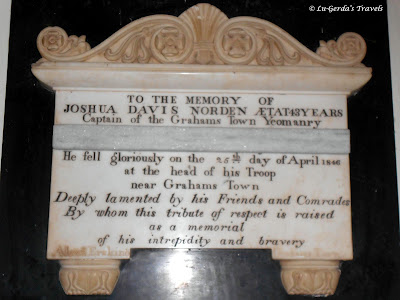 © Lu-Gerda's Travels
TO THE MEMORY OF
JOSHUA DAVIS NORDEN ÆTAT 43 YEARS
Captain of the Grahams Town Yeomanry
He fell gloriously on the 25th day of April 1846
at the head of his Troop
near Grahams Town
Deeply lamented by his Friends and Comrades
By whom this tribute of respect is raised
as a memorial
of his intrepidity and bravery